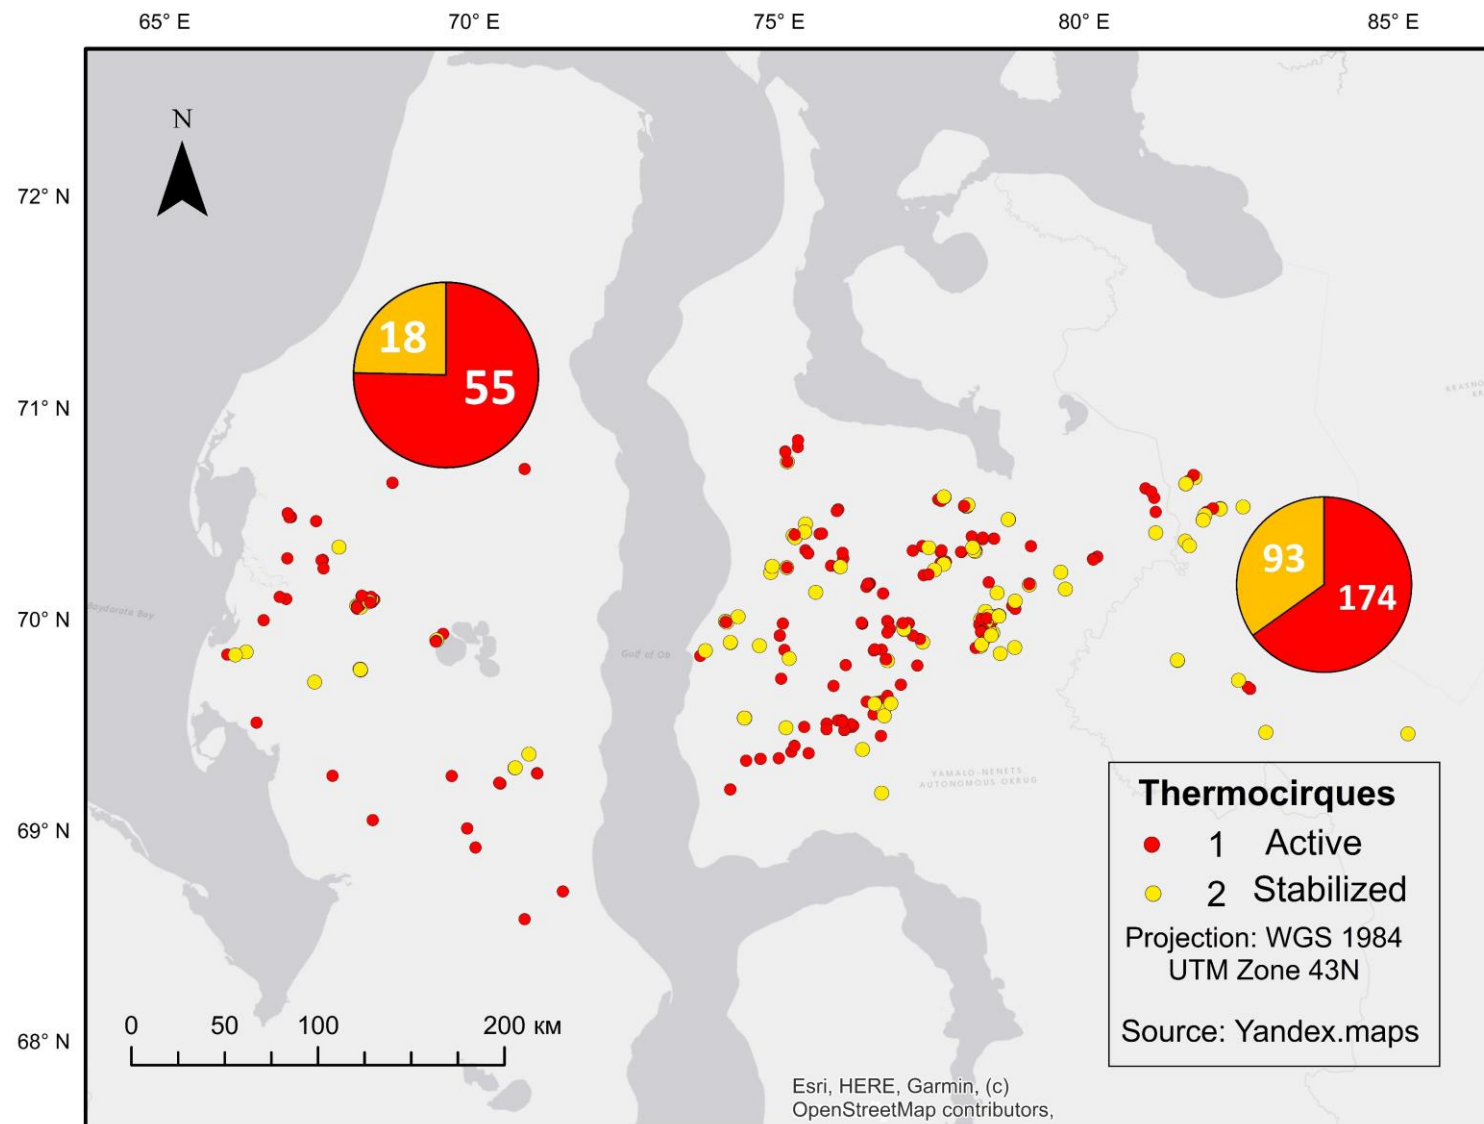 65° E
70° E
75° E
80° E
85° E
N
72° N
71° N
70° N
69° N
68° N
18
55
93
174
Baydarata Bay
Gulf of Ob
YAMALO-NENETS
AUTONOMOUS OKRUG
Thermocirques
1 Active
2 Stabilized
Projection: WGS 1984
UTM Zone 43N
Source: Yandex.maps
0 50 100 200 км
Esri, HERE, Garmin, (c)
OpenStreetMap contributors,